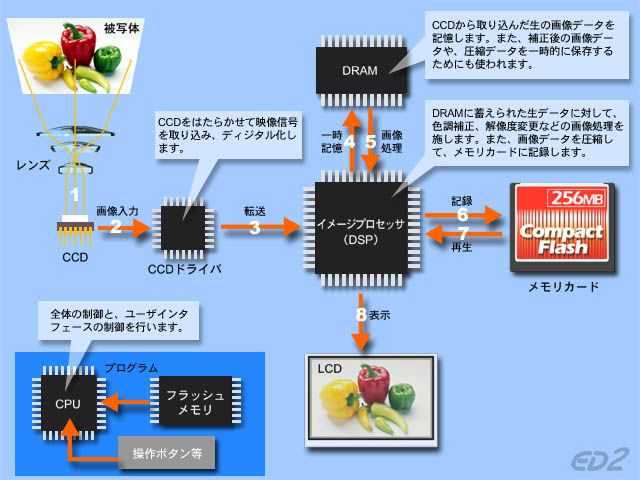 被写体
CCDから取り込んだ生の画像データを
記憶します。また、補正後の画像デー
タや、圧縮データを一時的に保存する
ためにも使われます。
DRAM
CCDをはたらかせて映像信号
を取り込み、ディジタル化し
ます。
DRAMに蓄えられた生データに対して、
色調補正、解像度変更などの画像処理を
施します。また、画像データを圧縮し
て、メモリカードに記録します。
レンズ
一時
記憶
4
5
画像
処理
1
画像入力
2
転送
3
イメージプロセッサ
(DSP)
記録
6
7
再生
256MB
Compact
Flash
CCD
CCDドライバ
メモリカード
8
表示
全体の制御と、ユーザインタ
フェースの制御を行います。
プログラム
CPU
フラッシュ
メモリ
操作ボタン等
LCD
ED2